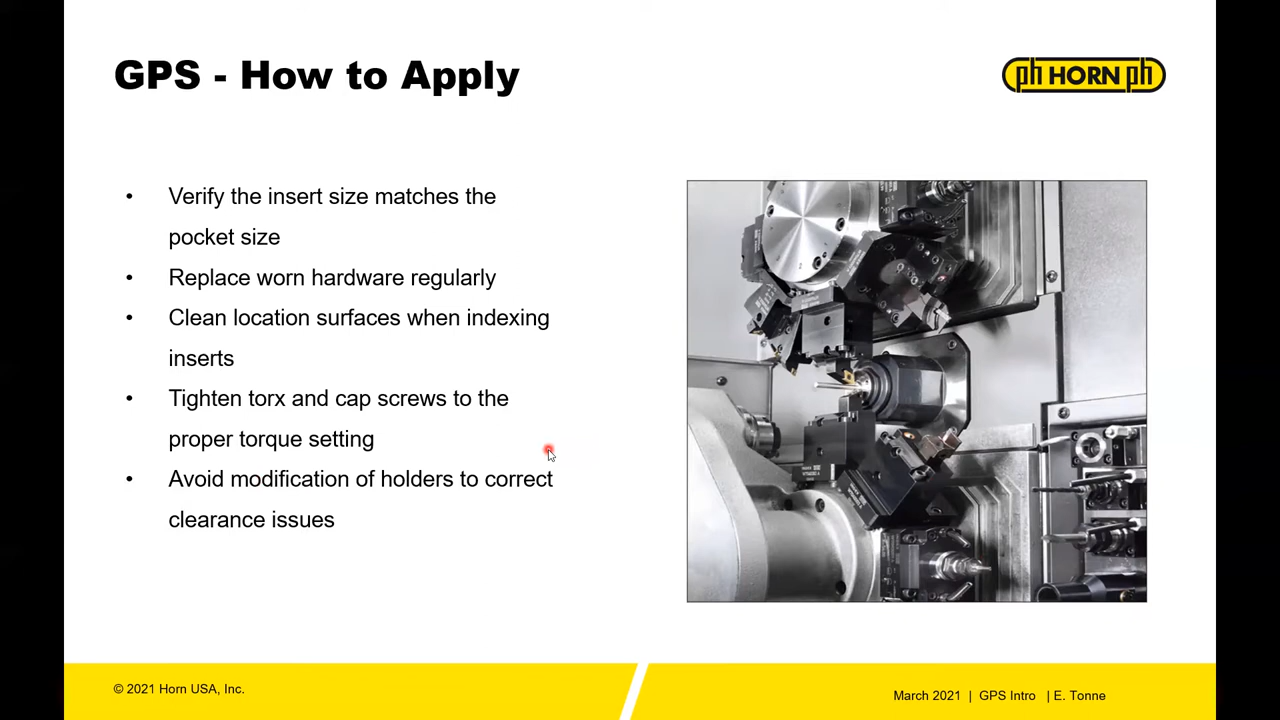 GPS - How to Apply
ph HORN ph
• Verify the insert size matches the
pocket size
• Replace worn hardware regularly
• Clean location surfaces when indexing
inserts
• Tighten torx and cap screws to the
proper torque setting
• Avoid modification of holders to correct
clearance issues
© 2021 Horn USA, Inc.
March 2021 | GPS Intro | E. Tonne